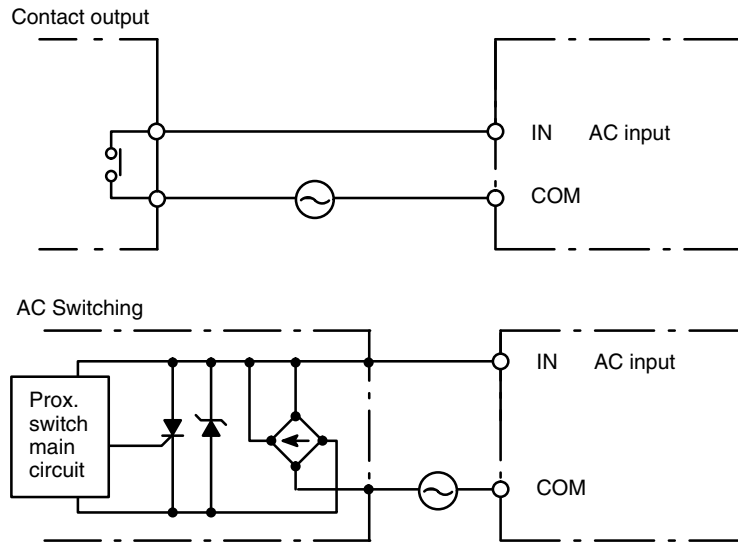 Contact output
IN AC input
COM
AC Switching
IN AC input
Prox.
switch
main
circuit
COM